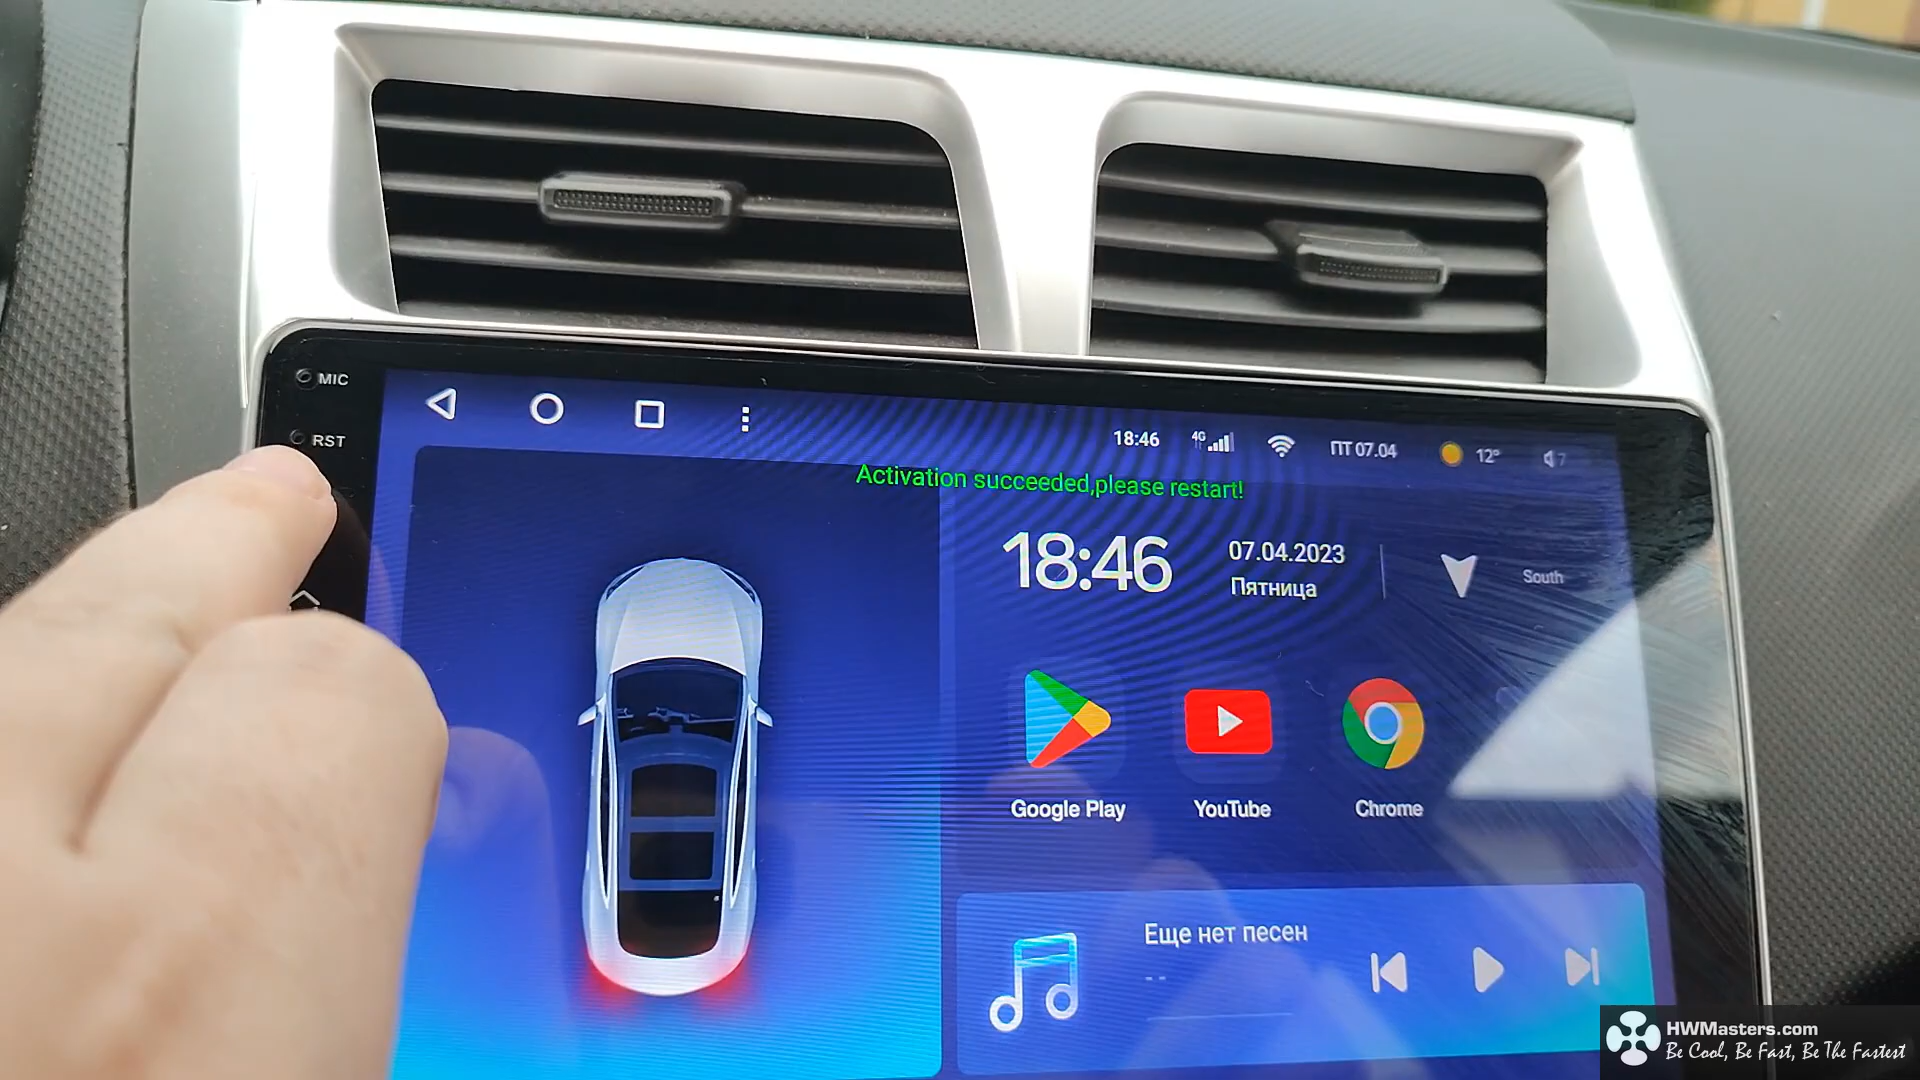 MIC
RST
18:46
4G
ПТ 07.04
12°
7
Activation succeeded,please restart!
18:46
07.04.2023
Пятница
South
Google Play
YouTube
Chrome
Еще нет песен
- -
HWMasters.com
Be Cool, Be Fast, Be The Fastest